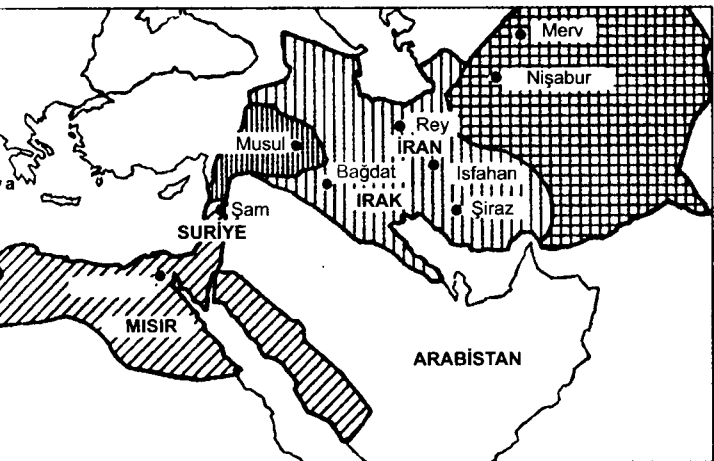 Merv
Nişabur
Rey
Musul
İRAN
Bağdat
Isfahan
IRAK
Şiraz
Şam
SURİYE
MISIR
ARABİSTAN